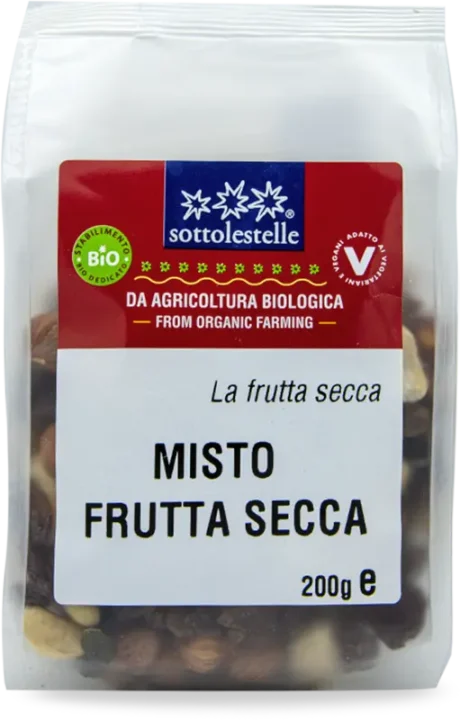 sottolestelle®
STABILIMENTO
BiO
BIO DEDICATO
ADATTO AI VEGETARIANI E VEGANI
V
DA AGRICOLTURA BIOLOGICA
FROM ORGANIC FARMING
La frutta secca
MISTO
FRUTTA SECCA
200g e